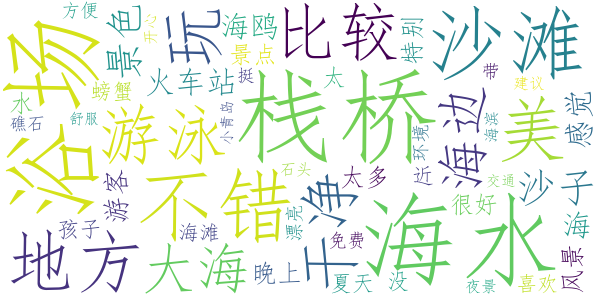 方便
开心
场
景色
玩
海鸥
景点
比较
特别
沙滩
水
螃蟹
火车站
挺
太
带
建议
礁石
舒服
浴
游泳
小青岛
栈桥
近
环境
海边
海滨
美
感觉
游客
不错
石头
净
太多
交通
沙子
孩子
海滩
漂亮
干
免费
很好
海
地方
大海
晚上
夏天
没
海水
夜景
喜欢
风景